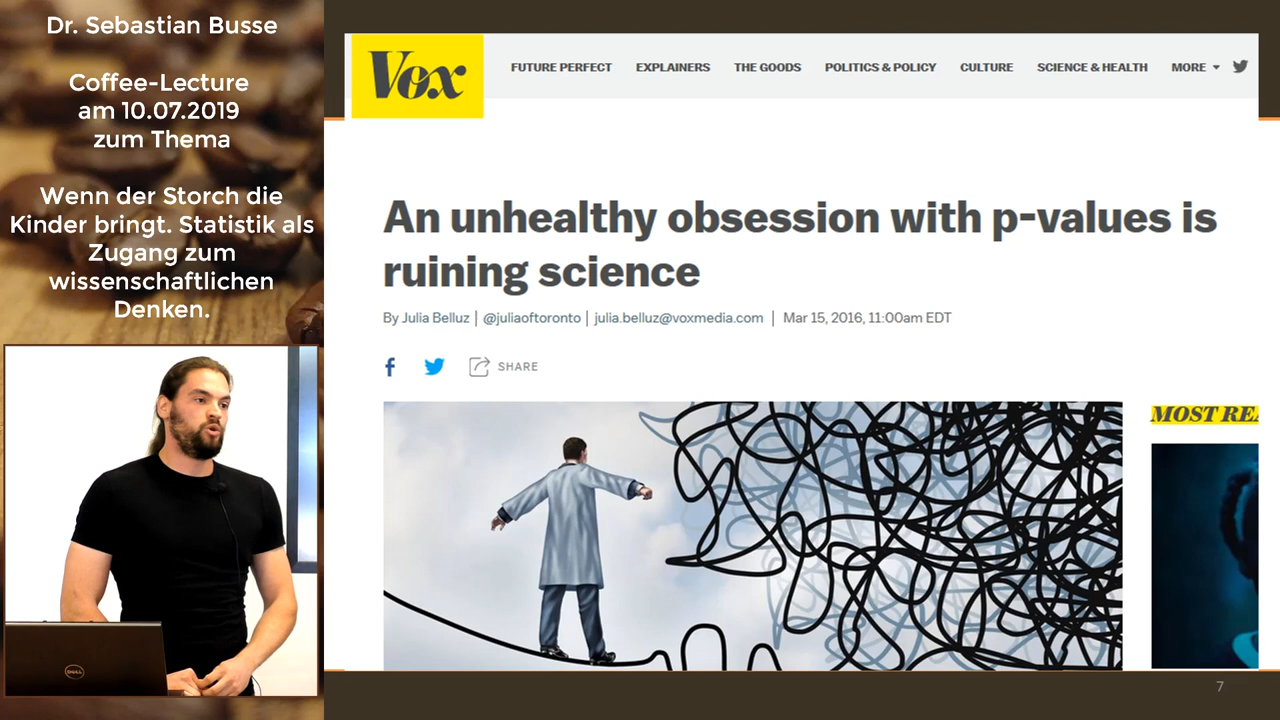 Dr. Sebastian Busse
Coffee-Lecture
am 10.07.2019
zum Thema
Wenn der Storch die
Kinder bringt. Statistik als
Zugang zum
wissenschaftlichen
Denken.
DELL
Vox
FUTURE PERFECT EXPLAINERS THE GOODS POLITICS & POLICY CULTURE SCIENCE & HEALTH MORE
An unhealthy obsession with p-values is
ruining science
By Julia Belluz | @juliaoftoronto | julia.belluz@voxmedia.com | Mar 15, 2016, 11:00am EDT
SHARE
MOST REA
7